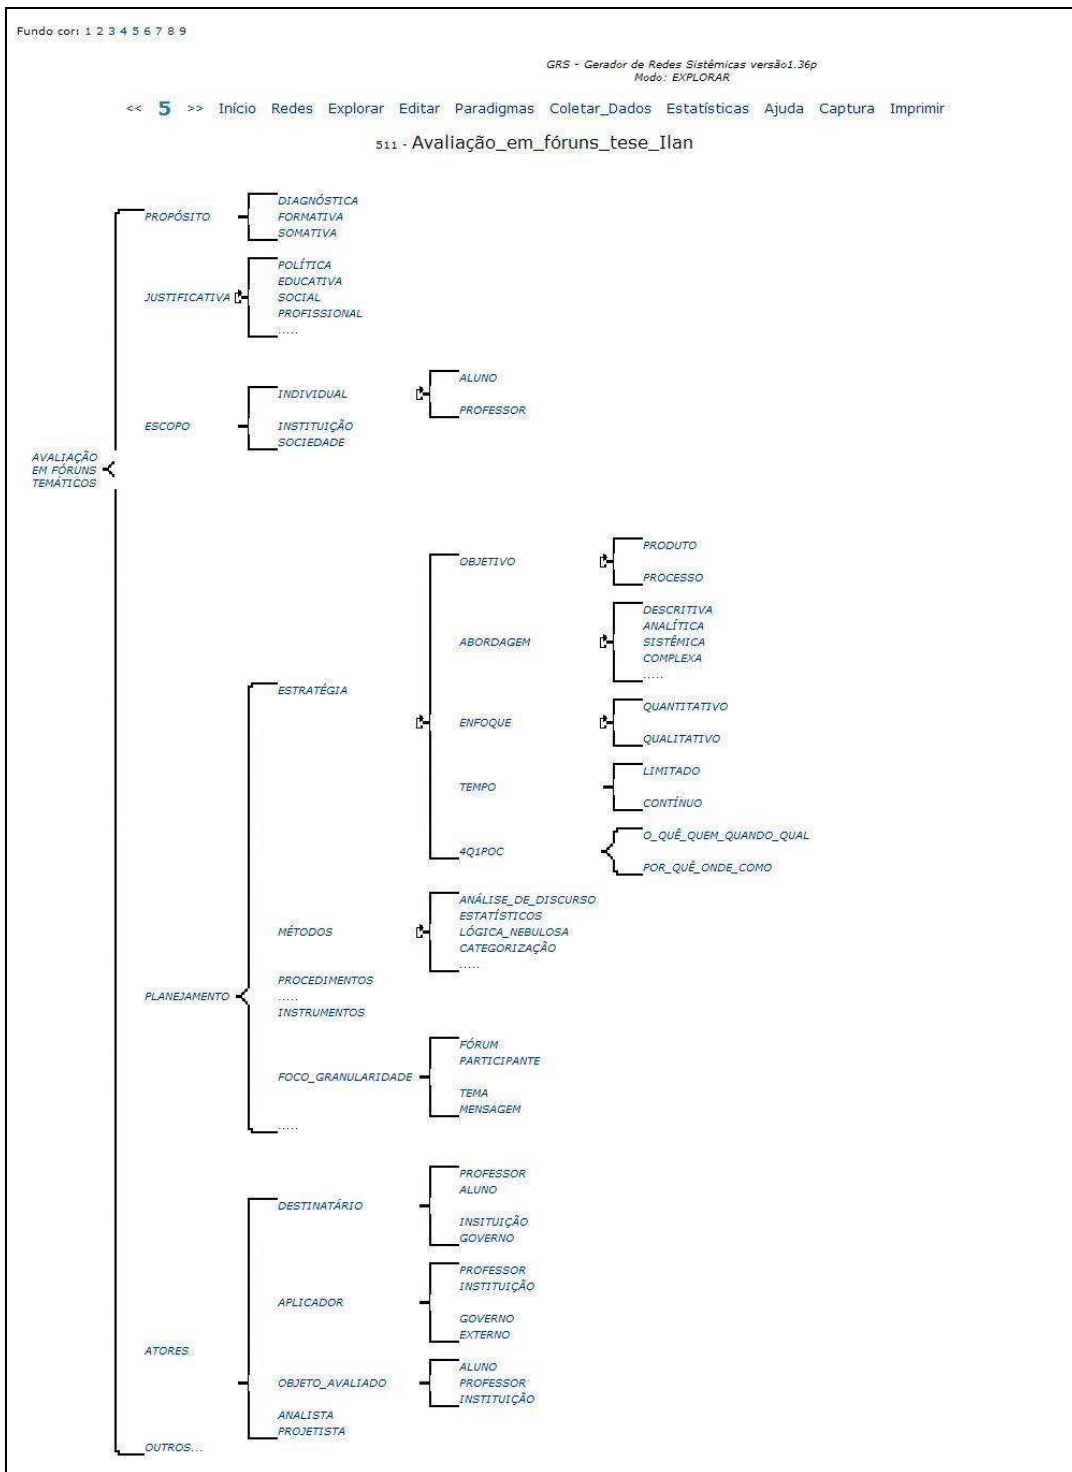 Fundo cor: 1 2 3 4 5 6 7 8 9
GRS - Gerador de Redes Sistêmicas versão1.36p
Modo: EXPLORAR
<< 5 >> Início Redes Explorar Editar Paradigmas Coletar_Dados Estatísticas Ajuda Captura Imprimir
511 - Avaliação_em_fóruns_tese_Ilan
AVALIAÇÃO
EM FÓRUNS
TEMÁTICOS
PROPÓSITO
DIAGNÓSTICA
FORMATIVA
SOMATIVA
JUSTIFICATIVA
POLÍTICA
EDUCATIVA
SOCIAL
PROFISSIONAL
.....
ESCOPO
INDIVIDUAL
ALUNO
PROFESSOR
INSTITUIÇÃO
SOCIEDADE
PLANEJAMENTO
ESTRATÉGIA
OBJETIVO
PRODUTO
PROCESSO
ABORDAGEM
DESCRITIVA
ANALÍTICA
SISTÊMICA
COMPLEXA
.....
ENFOQUE
QUANTITATIVO
QUALITATIVO
TEMPO
LIMITADO
CONTÍNUO
4Q1POC
O_QUÊ_QUEM_QUANDO_QUAL
POR_QUÊ_ONDE_COMO
MÉTODOS
ANÁLISE_DE_DISCURSO
ESTATÍSTICOS
LÓGICA_NEBULOSA
CATEGORIZAÇÃO
.....
PROCEDIMENTOS
.....
INSTRUMENTOS
FOCO_GRANULARIDADE
FÓRUM
PARTICIPANTE
TEMA
MENSAGEM
.....
ATORES
DESTINATÁRIO
PROFESSOR
ALUNO
INSITUIÇÃO
GOVERNO
APLICADOR
PROFESSOR
INSTITUIÇÃO
GOVERNO
EXTERNO
OBJETO_AVALIADO
ALUNO
PROFESSOR
INSTITUIÇÃO
ANALISTA
PROJETISTA
OUTROS...